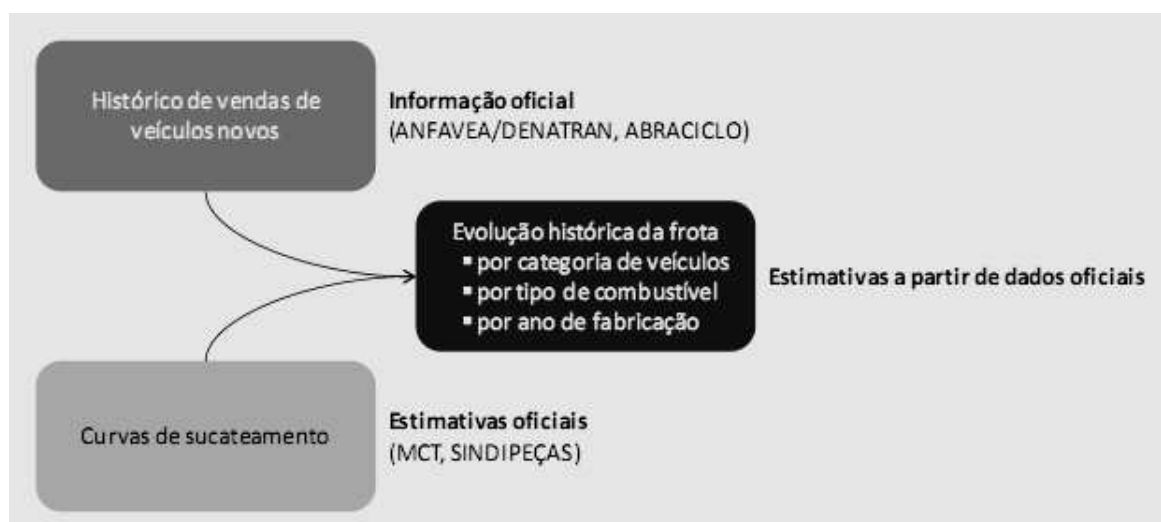 Histórico de vendas de
veículos novos
Informação oficial
(ANFAVEA/DENATRAN, ABRACICLO)
Evolução histórica da frota
▪ por categoria de veículos
▪ por tipo de combustível
▪ por ano de fabricação
Estimativas a partir de dados oficiais
Curvas de sucateamento
Estimativas oficiais
(MCT, SINDIPEÇAS)